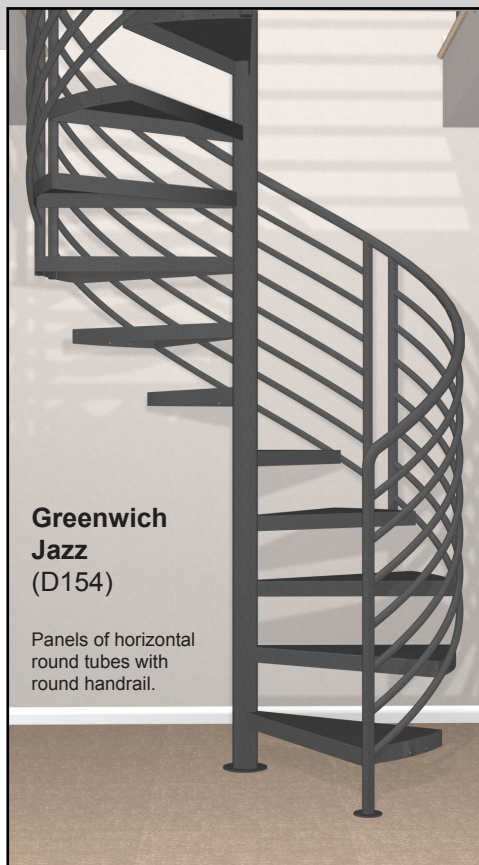 Greenwich
Jazz
(D154)
Panels of horizontal
round tubes with
round handrail.